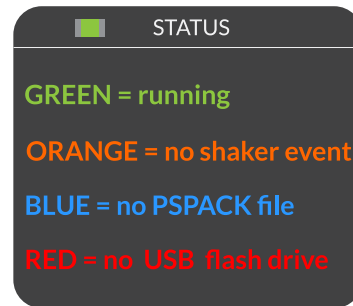 STATUS
GREEN = running
ORANGE = no shaker event
BLUE = no PSPACK file
RED = no USB flash drive